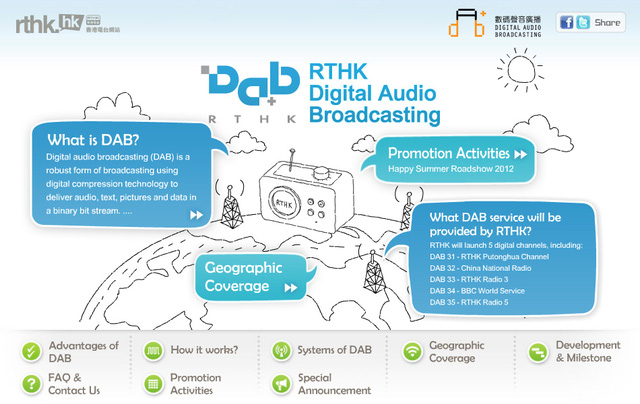 rthk.hk
香港電台網站
數碼聲音廣播
DIGITAL AUDIO
BROADCASTING
Share
Dab
RTHK
RTHK
Digital Audio
Broadcasting
What is DAB?
Digital audio broadcasting (DAB) is a
robust form of broadcasting using
digital compression technology to
deliver audio, text, pictures and data in
a binary bit stream. ....
Promotion Activities
Happy Summer Roadshow 2012
RTHK
What DAB service will be
provided by RTHK?
RTHK will launch 5 digital channels, including:
DAB 31 - RTHK Putonghua Channel
DAB 32 - China National Radio
DAB 33 - RTHK Radio 3
DAB 34 - BBC World Service
DAB 35 - RTHK Radio 5
Geographic
Coverage
Advantages of
DAB
How it works?
Systems of DAB
Geographic
Coverage
Development
& Milestone
FAQ &
Contact Us
Promotion
Activities
Special
Announcement